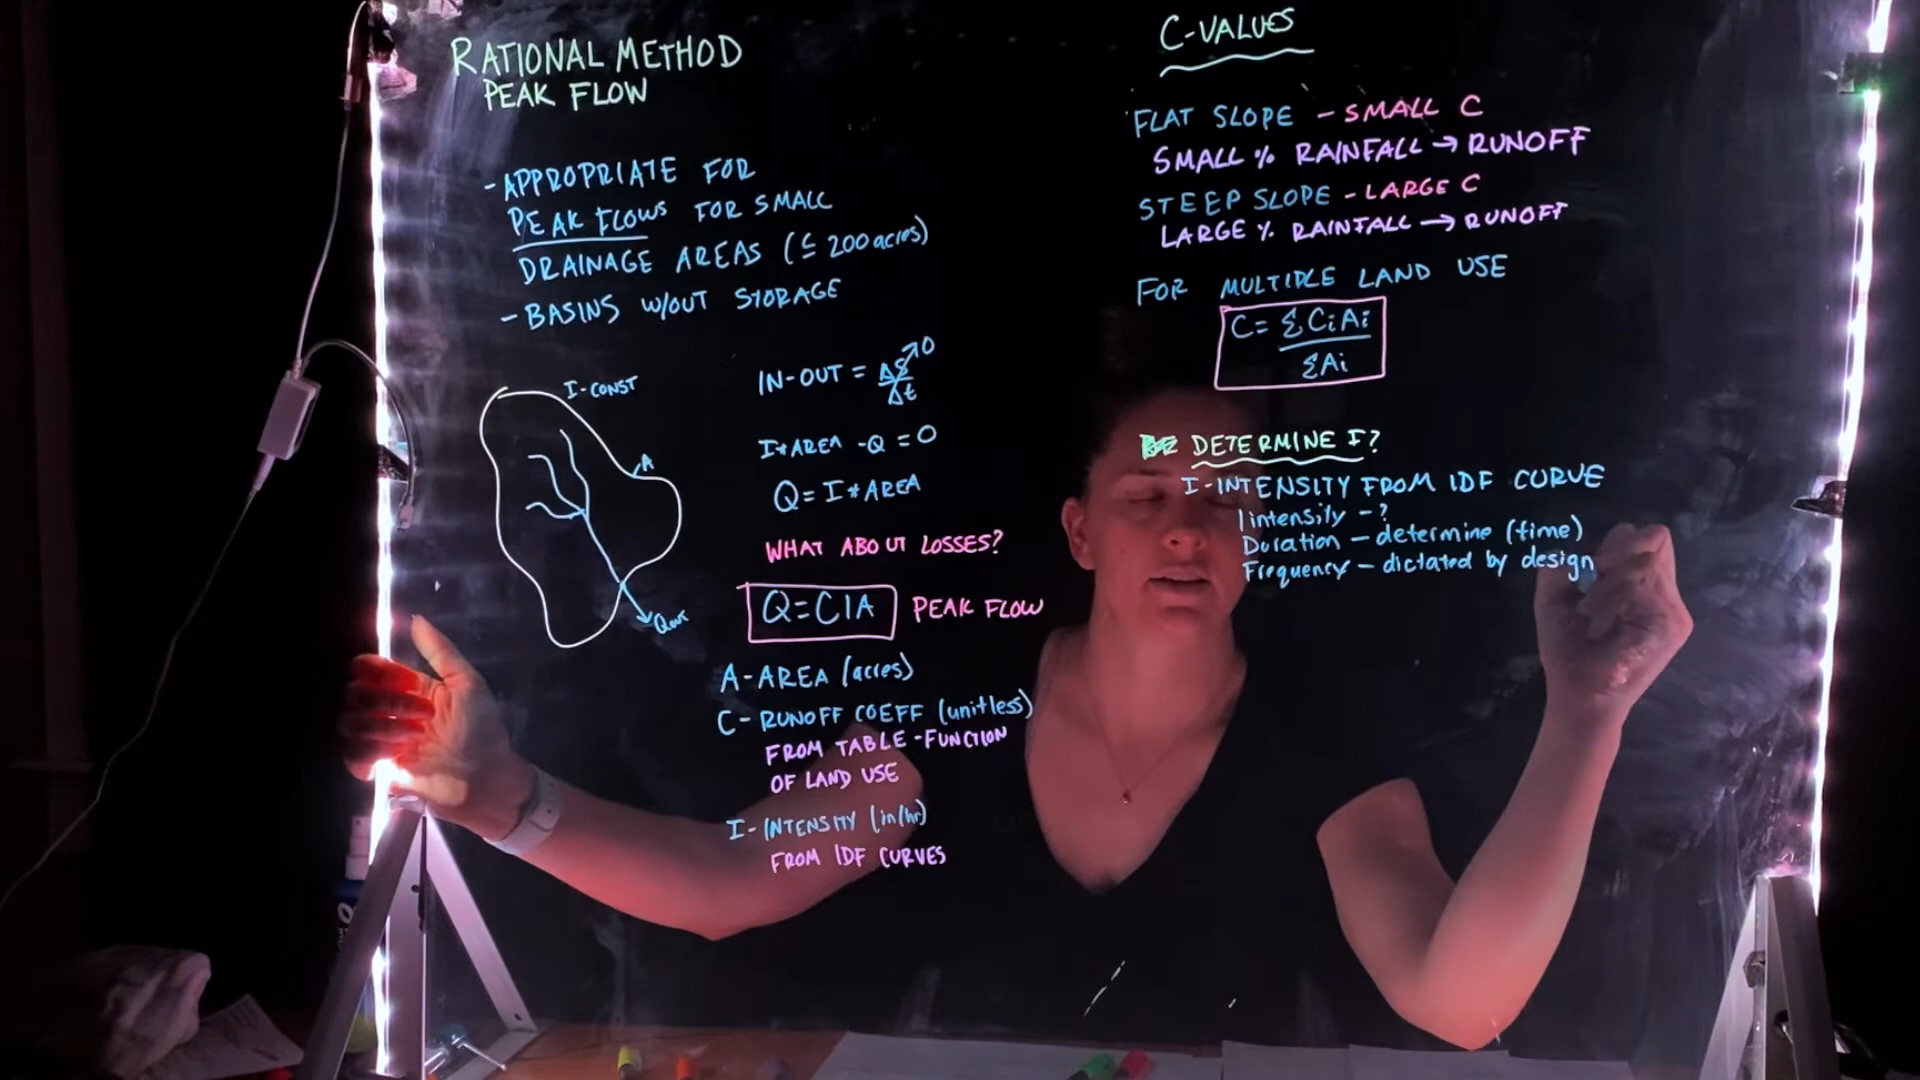 RATIONAL METHOD
PEAK FLOW
- APPROPRIATE FOR
PEAK FLOWS FOR SMALL
DRAINAGE AREAS (≤ 200 acres)
- BASINS W/OUT STORAGE
I-CONST
A
Qout
IN-OUT = ΔS/Δt ↗0
I*AREA - Q = 0
Q = I*AREA
WHAT ABOUT LOSSES?
Q=CIA PEAK FLOW
A-AREA (acres)
C- RUNOFF COEFF (unitless)
FROM TABLE-FUNCTION
OF LAND USE
I-INTENSITY (in/hr)
FROM IDF CURVES
C-VALUES
FLAT SLOPE - SMALL C
SMALL % RAINFALL → RUNOFF
STEEP SLOPE - LARGE C
LARGE % RAINFALL → RUNOFF
FOR MULTIPLE LAND USE
C = ΣCiAi
ΣAi
DETERMINE I?
I-INTENSITY FROM IDF CURVE
Intensity - ?
Duration - determine (time)
Frequency - dictated by design